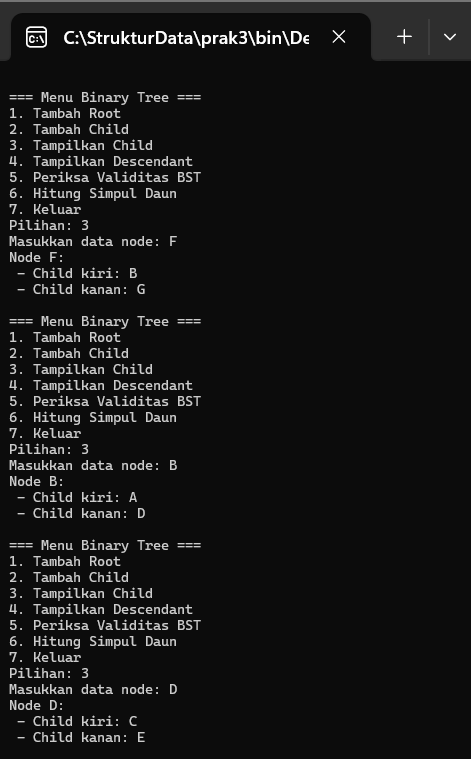 C:\StrukturData\prak3\bin\De
=== Menu Binary Tree ===
1. Tambah Root
2. Tambah Child
3. Tampilkan Child
4. Tampilkan Descendant
5. Periksa Validitas BST
6. Hitung Simpul Daun
7. Keluar
Pilihan: 3
Masukkan data node: F
Node F:
 - Child kiri: B
 - Child kanan: G

=== Menu Binary Tree ===
1. Tambah Root
2. Tambah Child
3. Tampilkan Child
4. Tampilkan Descendant
5. Periksa Validitas BST
6. Hitung Simpul Daun
7. Keluar
Pilihan: 3
Masukkan data node: B
Node B:
 - Child kiri: A
 - Child kanan: D

=== Menu Binary Tree ===
1. Tambah Root
2. Tambah Child
3. Tampilkan Child
4. Tampilkan Descendant
5. Periksa Validitas BST
6. Hitung Simpul Daun
7. Keluar
Pilihan: 3
Masukkan data node: D
Node D:
 - Child kiri: C
 - Child kanan: E